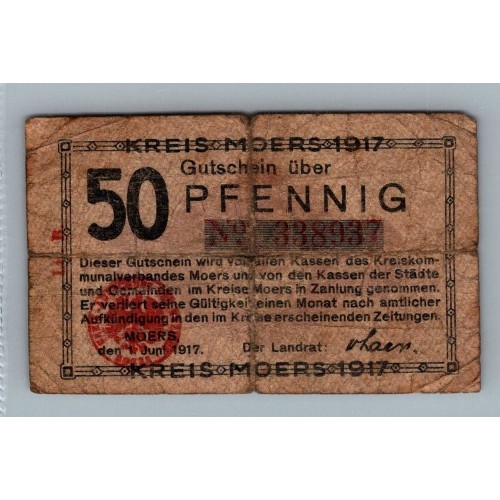 KREIS MOERS 1917
Gutschein über
50 PFENNIG
No 338937
Dieser Gutschein wird von allen Kassen des Kreiskom-
munalverbandes Moers und von den Kassen der Städte
und Gemeinden im Kreise Moers in Zahlung genommen.
Er verliert seine Gültigkeit einen Monat nach amtlicher
Aufkündigung in den im Kreise erscheinenden Zeitungen.
MOERS,
den 1. Juni 1917. Der Landrat:
KREIS MOERS 1917